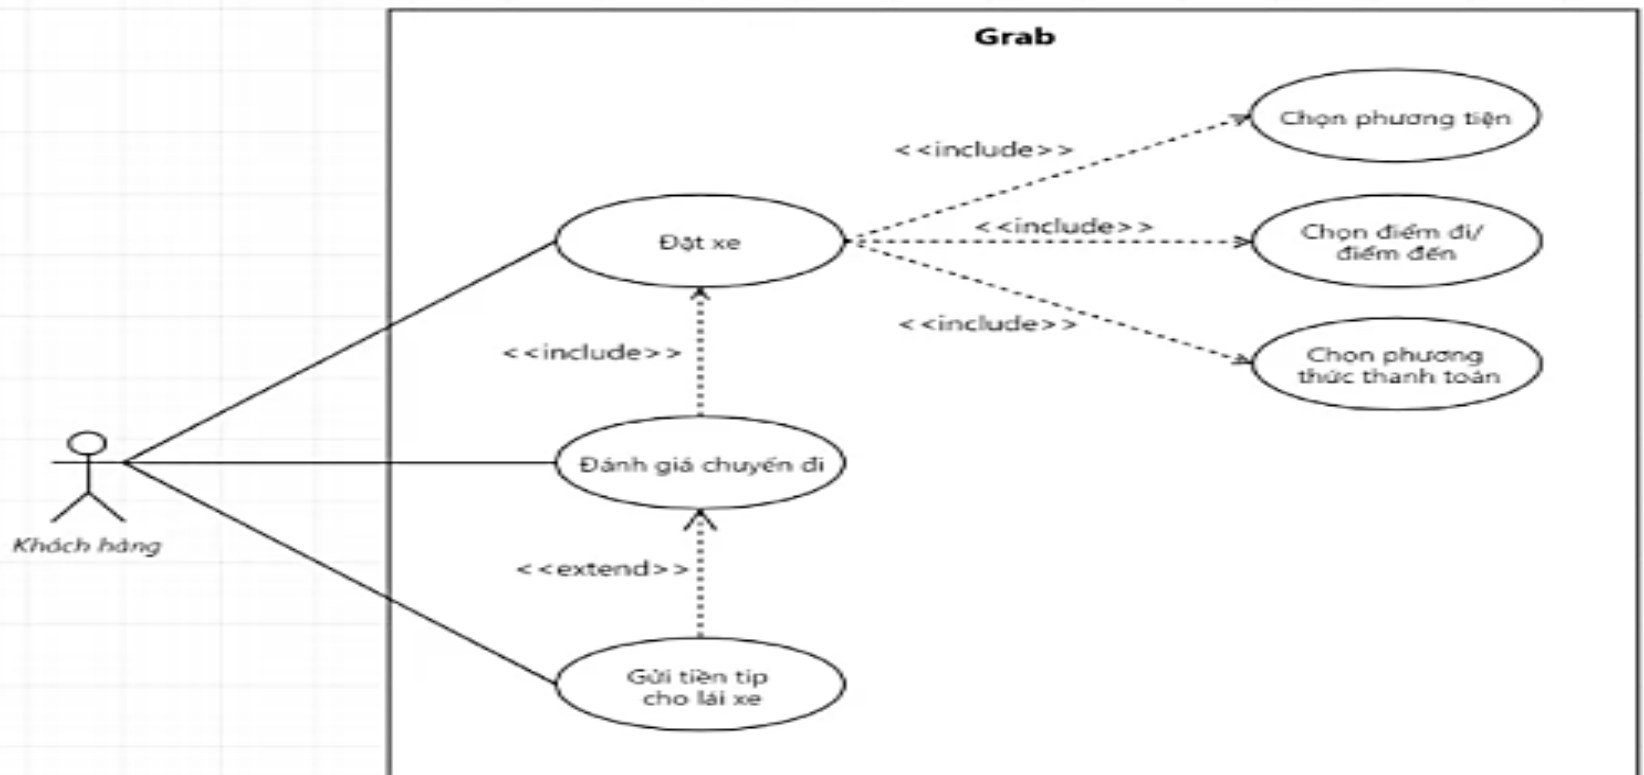 Grab
Chọn phương tiện
<<include>>
<<include>>
Chọn điểm đi/
điểm đến
Đặt xe
<<include>>
Chọn phương
thức thanh toán
<<include>>
Đánh giá chuyến đi
Khách hàng
<<extend>>
Gửi tiền tip
cho lái xe